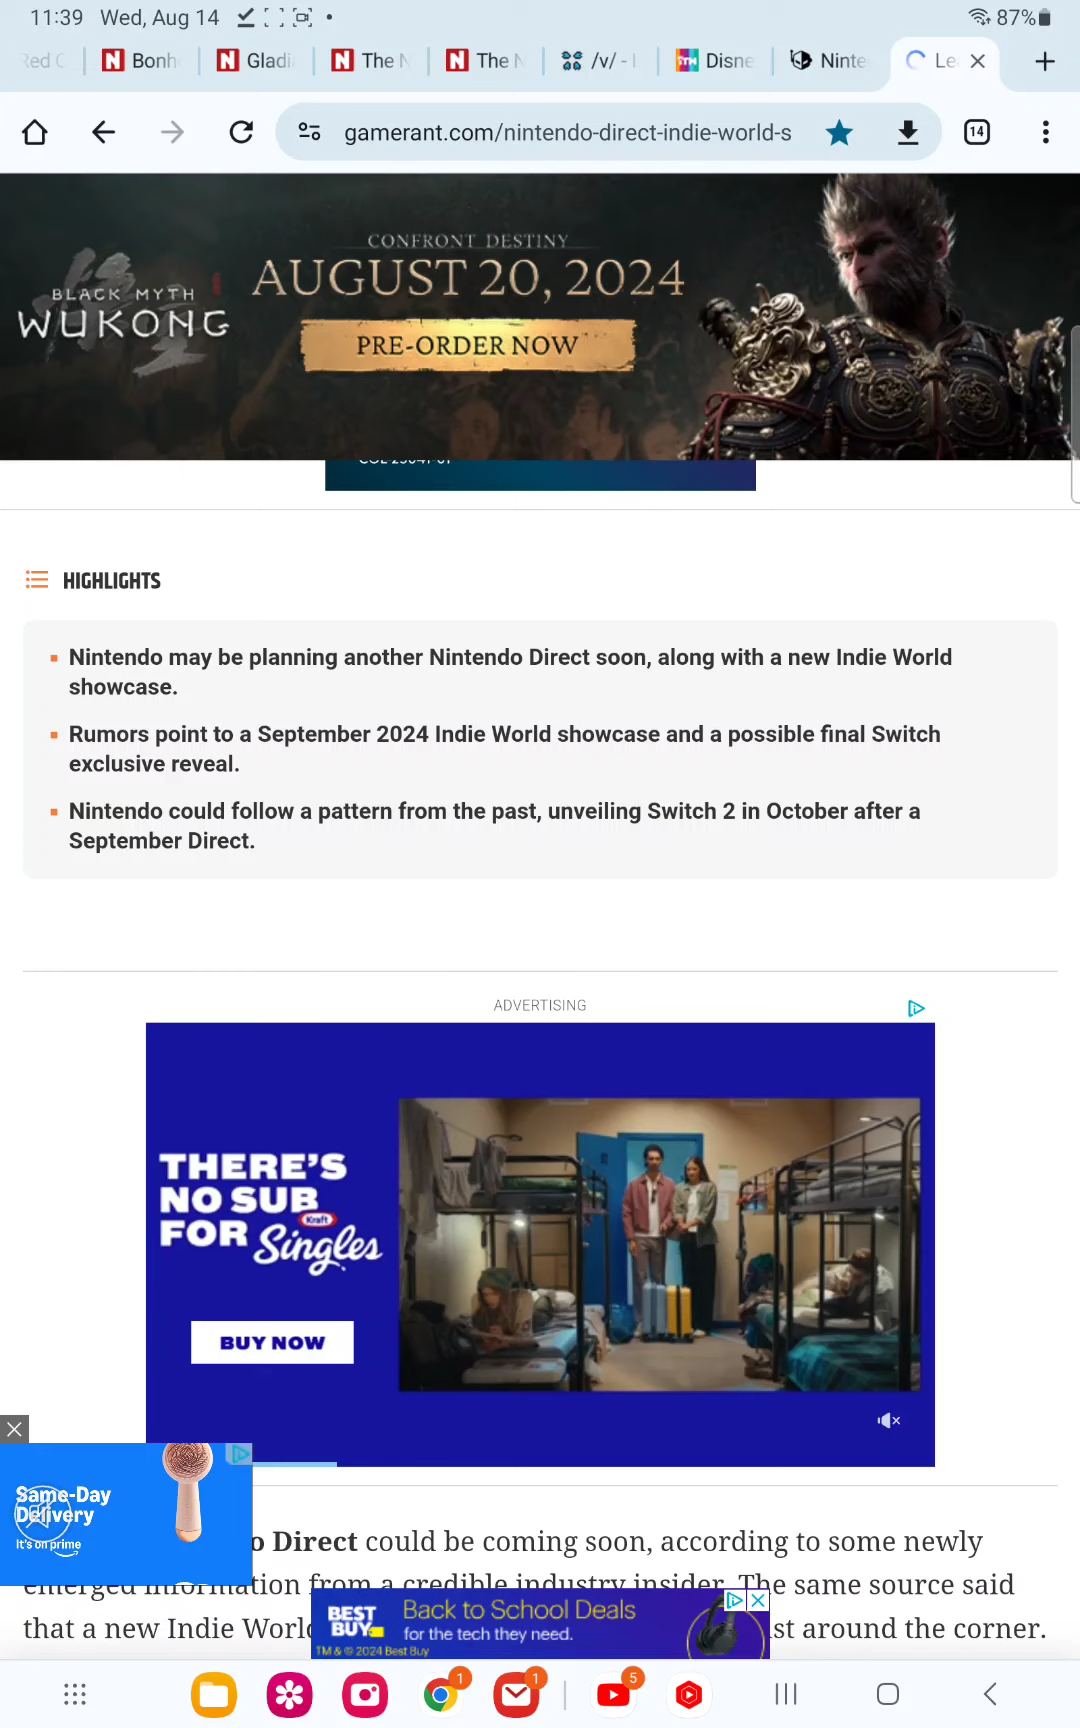 11:39 Wed, Aug 14
87%
Red C
Bonh
Gladi
The N
The N
/v/ -
Disne
Ninte
Le
gamerant.com/nintendo-direct-indie-world-s
14
CONFRONT DESTINY
AUGUST 20, 2024
BLACK MYTH
WUKONG
PRE-ORDER NOW
HIGHLIGHTS
Nintendo may be planning another Nintendo Direct soon, along with a new Indie World
showcase.
Rumors point to a September 2024 Indie World showcase and a possible final Switch
exclusive reveal.
Nintendo could follow a pattern from the past, unveiling Switch 2 in October after a
September Direct.
ADVERTISING
THERE'S
NO SUB
FOR Kraft Singles
BUY NOW
Same-Day
Delivery
It's on prime
o Direct could be coming soon, according to some newly
emerged information from a credible industry insider. The same source said
that a new Indie World
st around the corner.
BEST
BUY
Back to School Deals
for the tech they need.
TM & © 2024 Best Buy
1
1
5